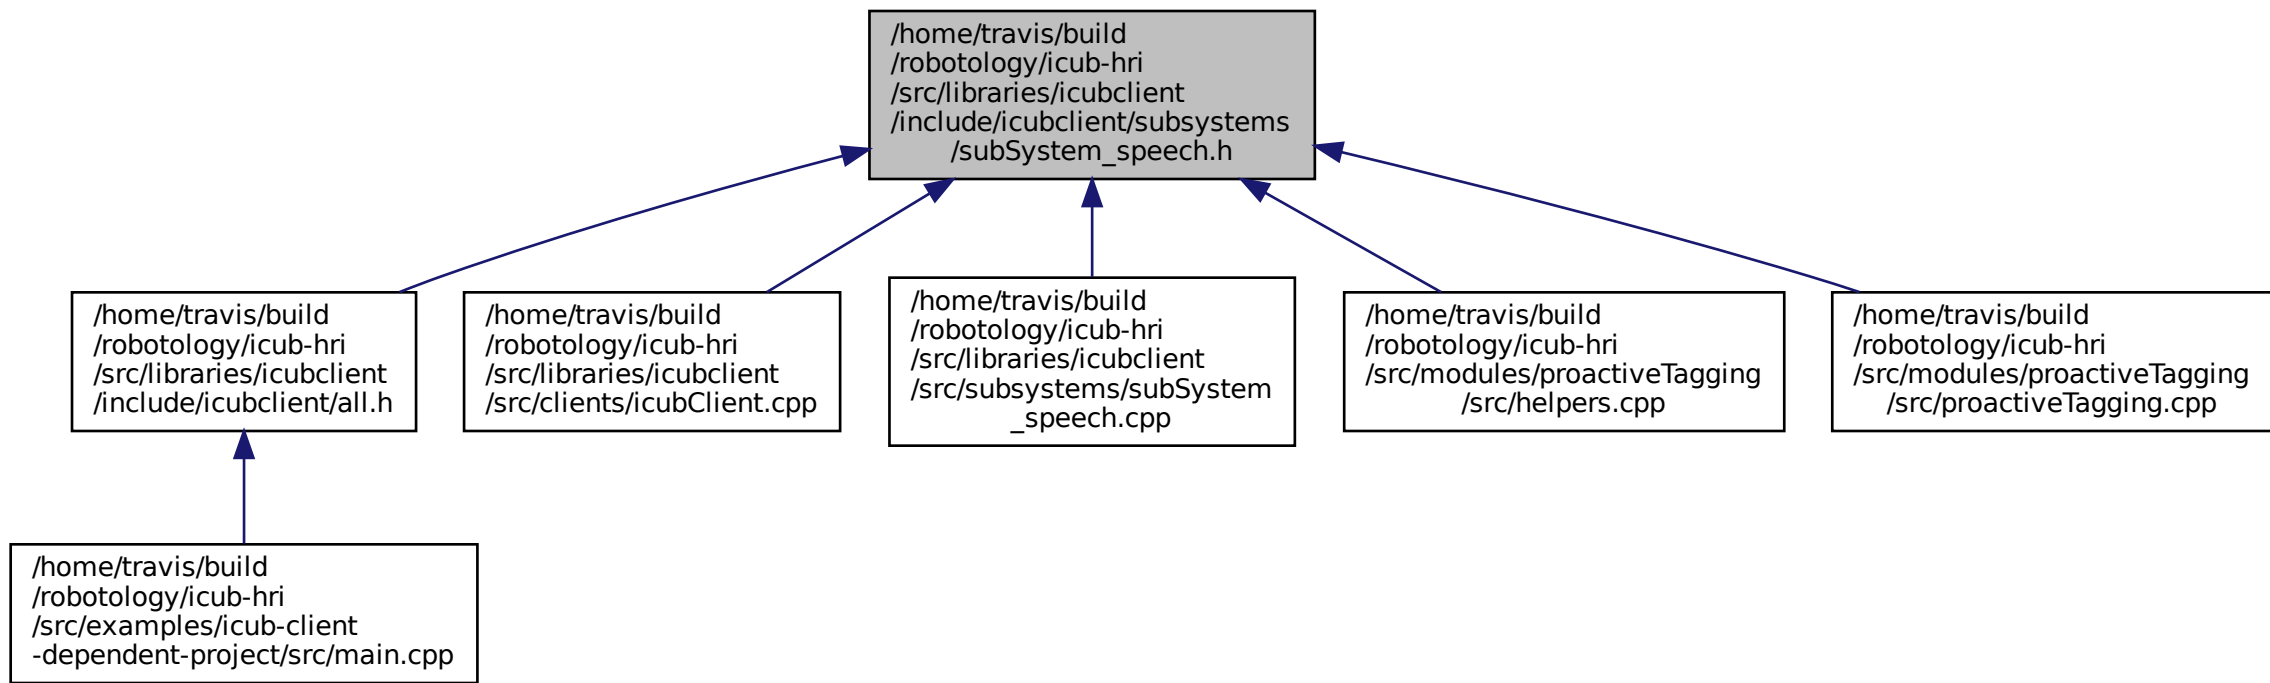 /home/travis/build
/robotology/icub-hri
/src/libraries/icubclient
/include/icubclient/subsystems
/subSystem_speech.h
/home/travis/build
/robotology/icub-hri
/src/libraries/icubclient
/include/icubclient/all.h
/home/travis/build
/robotology/icub-hri
/src/libraries/icubclient
/src/clients/icubClient.cpp
/home/travis/build
/robotology/icub-hri
/src/libraries/icubclient
/src/subsystems/subSystem
_speech.cpp
/home/travis/build
/robotology/icub-hri
/src/modules/proactiveTagging
/src/helpers.cpp
/home/travis/build
/robotology/icub-hri
/src/modules/proactiveTagging
/src/proactiveTagging.cpp
/home/travis/build
/robotology/icub-hri
/src/examples/icub-client
-dependent-project/src/main.cpp